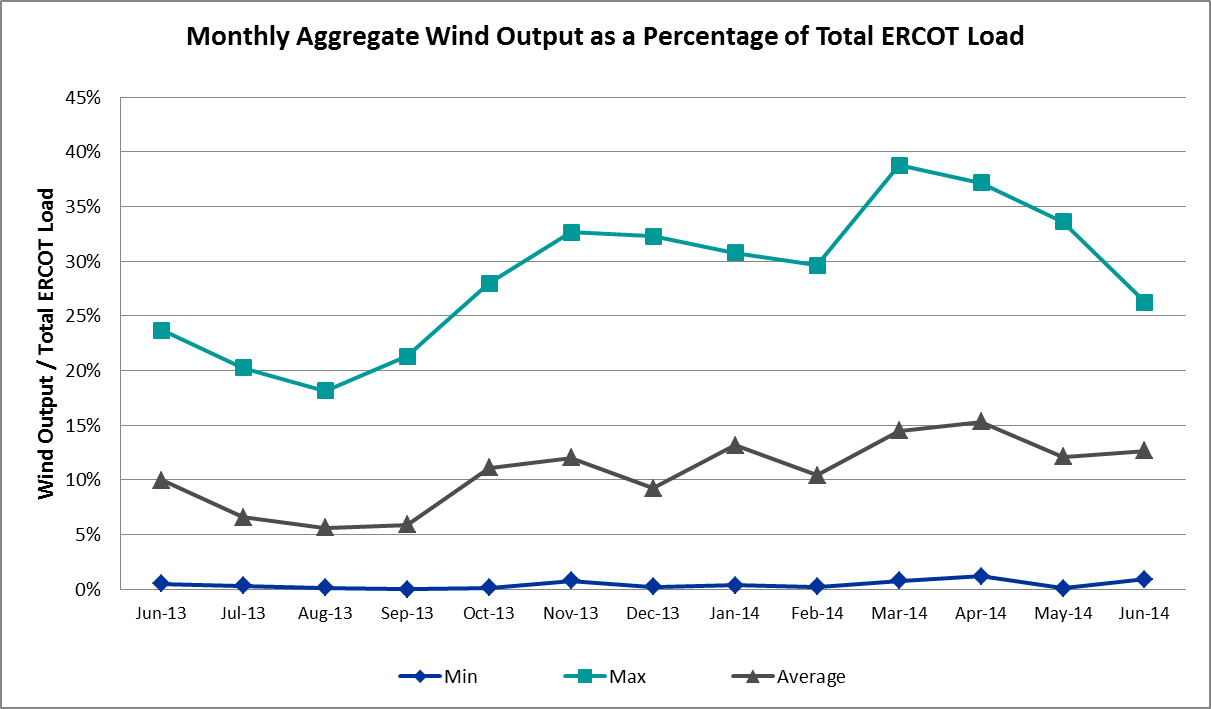 Monthly Aggregate Wind Output as a Percentage of Total ERCOT Load
Wind Output / Total ERCOT Load
45%
40%
35%
30%
25%
20%
15%
10%
5%
0%
Jun-13 Jul-13 Aug-13 Sep-13 Oct-13 Nov-13 Dec-13 Jan-14 Feb-14 Mar-14 Apr-14 May-14 Jun-14
Min Max Average